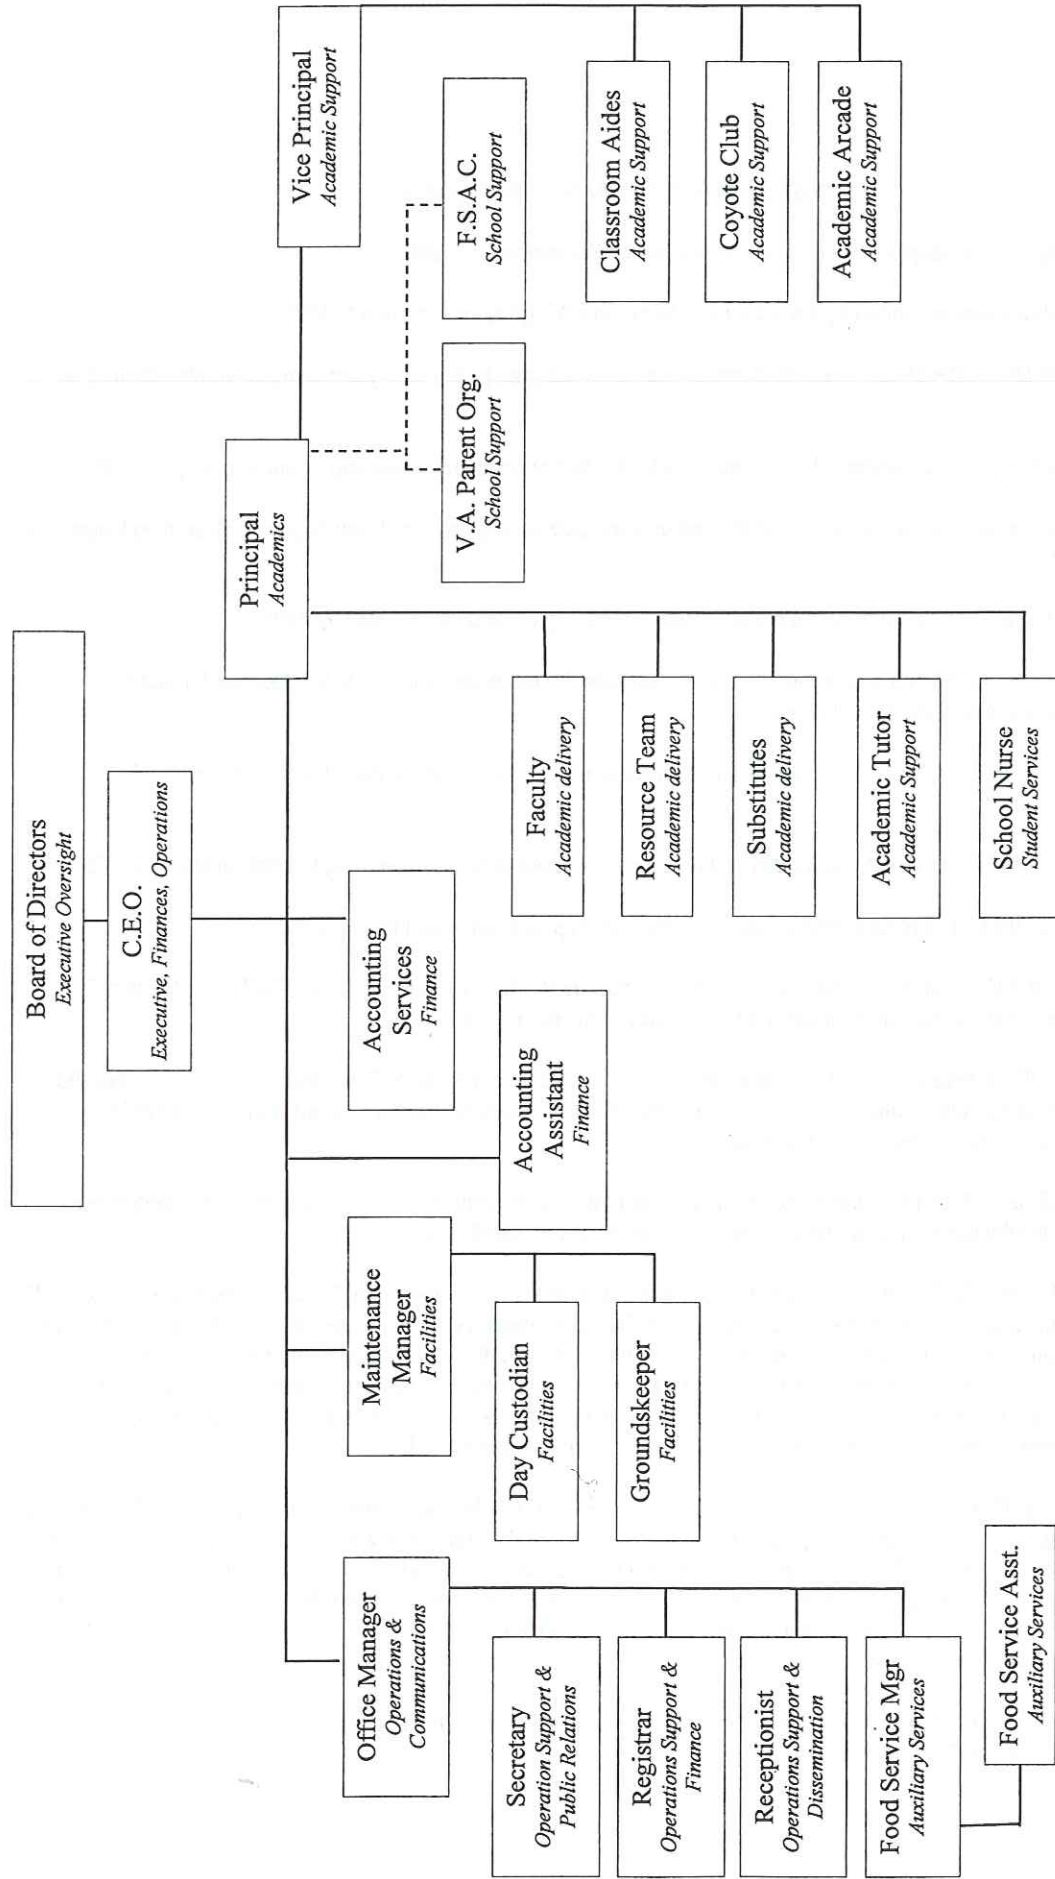 Board of Directors
Executive Oversight
C.E.O.
Executive, Finances, Operations
Office Manager
Operations &
Communications
Secretary
Operation Support &
Public Relations
Registrar
Operations Support &
Finance
Receptionist
Operations Support &
Dissemination
Food Service Mgr
Auxiliary Services
Food Service Asst.
Auxiliary Services
Maintenance
Manager
Facilities
Day Custodian
Facilities
Groundskeeper
Facilities
Accounting
Assistant
Finance
Accounting
Services
Finance
Principal
Academics
Faculty
Academic delivery
Resource Team
Academic delivery
Substitutes
Academic delivery
Academic Tutor
Academic Support
School Nurse
Student Services
V.A. Parent Org.
School Support
F.S.A.C.
School Support
Vice Principal
Academic Support
Classroom Aides
Academic Support
Coyote Club
Academic Support
Academic Arcade
Academic Support